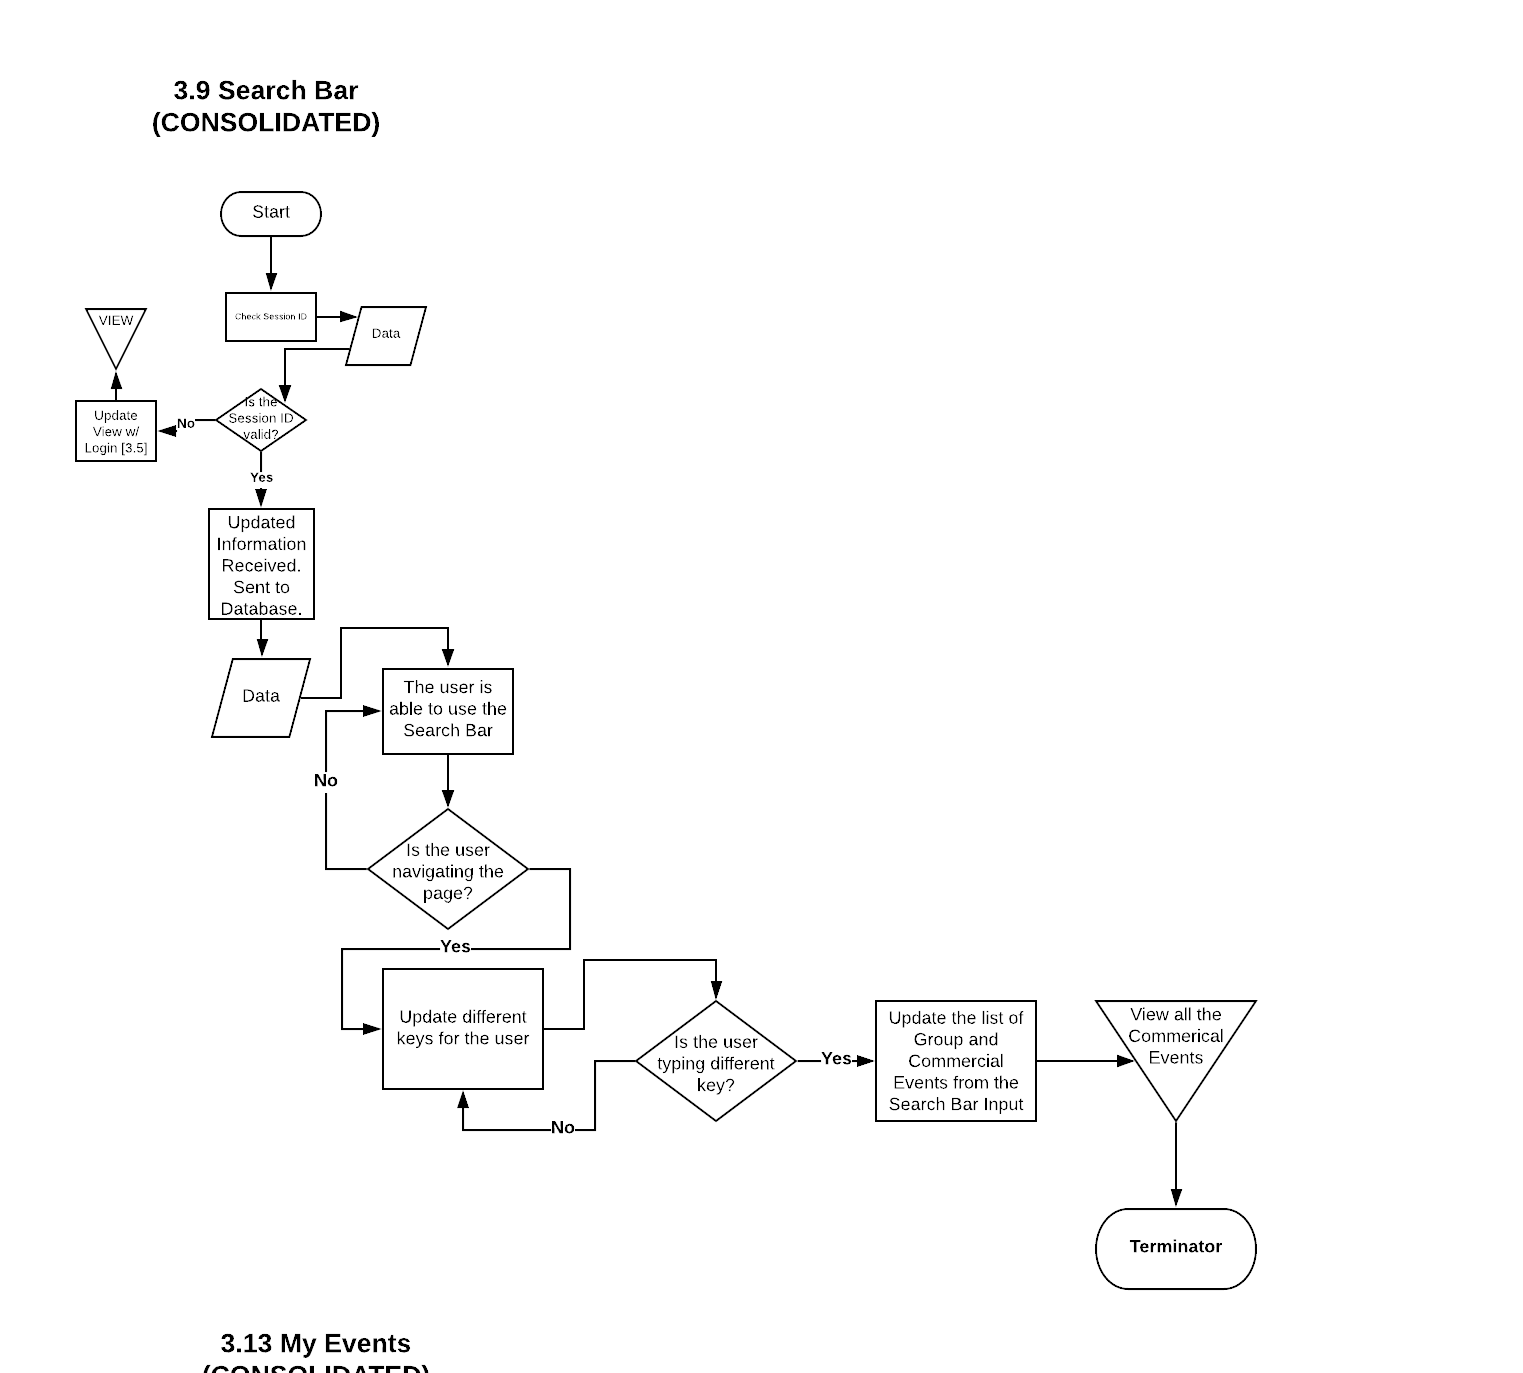 3.9 Search Bar
(CONSOLIDATED)
Start
Check Session ID
Data
VIEW
Is the
Session ID
valid?
No
Update
View w/
Login [3.5]
Yes
Updated
Information
Received.
Sent to
Database.
Data
The user is
able to use the
Search Bar
No
Is the user
navigating the
page?
Yes
Update different
keys for the user
Is the user
typing different
key?
No
Yes
Update the list of
Group and
Commercial
Events from the
Search Bar Input
View all the
Commerical
Events
Terminator
3.13 My Events
(CONSOLIDATED)